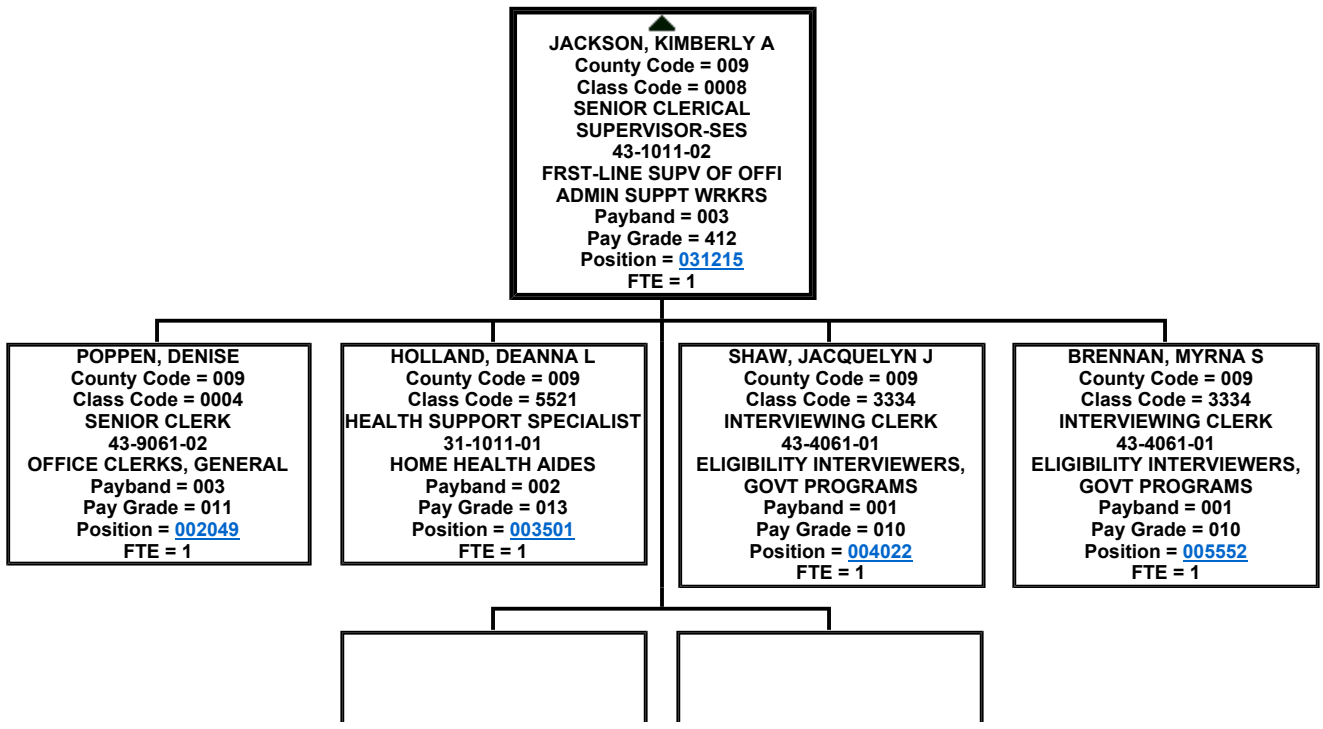 JACKSON, KIMBERLY A
County Code = 009
Class Code = 0008
SENIOR CLERICAL
SUPERVISOR-SES
43-1011-02
FRST-LINE SUPV OF OFFI
ADMIN SUPPT WRKRS
Payband = 003
Pay Grade = 412
Position = 031215
FTE = 1
POPPEN, DENISE
County Code = 009
Class Code = 0004
SENIOR CLERK
43-9061-02
OFFICE CLERKS, GENERAL
Payband = 003
Pay Grade = 011
Position = 002049
FTE = 1
HOLLAND, DEANNA L
County Code = 009
Class Code = 5521
HEALTH SUPPORT SPECIALIST
31-1011-01
HOME HEALTH AIDES
Payband = 002
Pay Grade = 013
Position = 003501
FTE = 1
SHAW, JACQUELYN J
County Code = 009
Class Code = 3334
INTERVIEWING CLERK
43-4061-01
ELIGIBILITY INTERVIEWERS,
GOVT PROGRAMS
Payband = 001
Pay Grade = 010
Position = 004022
FTE = 1
BRENNAN, MYRNA S
County Code = 009
Class Code = 3334
INTERVIEWING CLERK
43-4061-01
ELIGIBILITY INTERVIEWERS,
GOVT PROGRAMS
Payband = 001
Pay Grade = 010
Position = 005552
FTE = 1